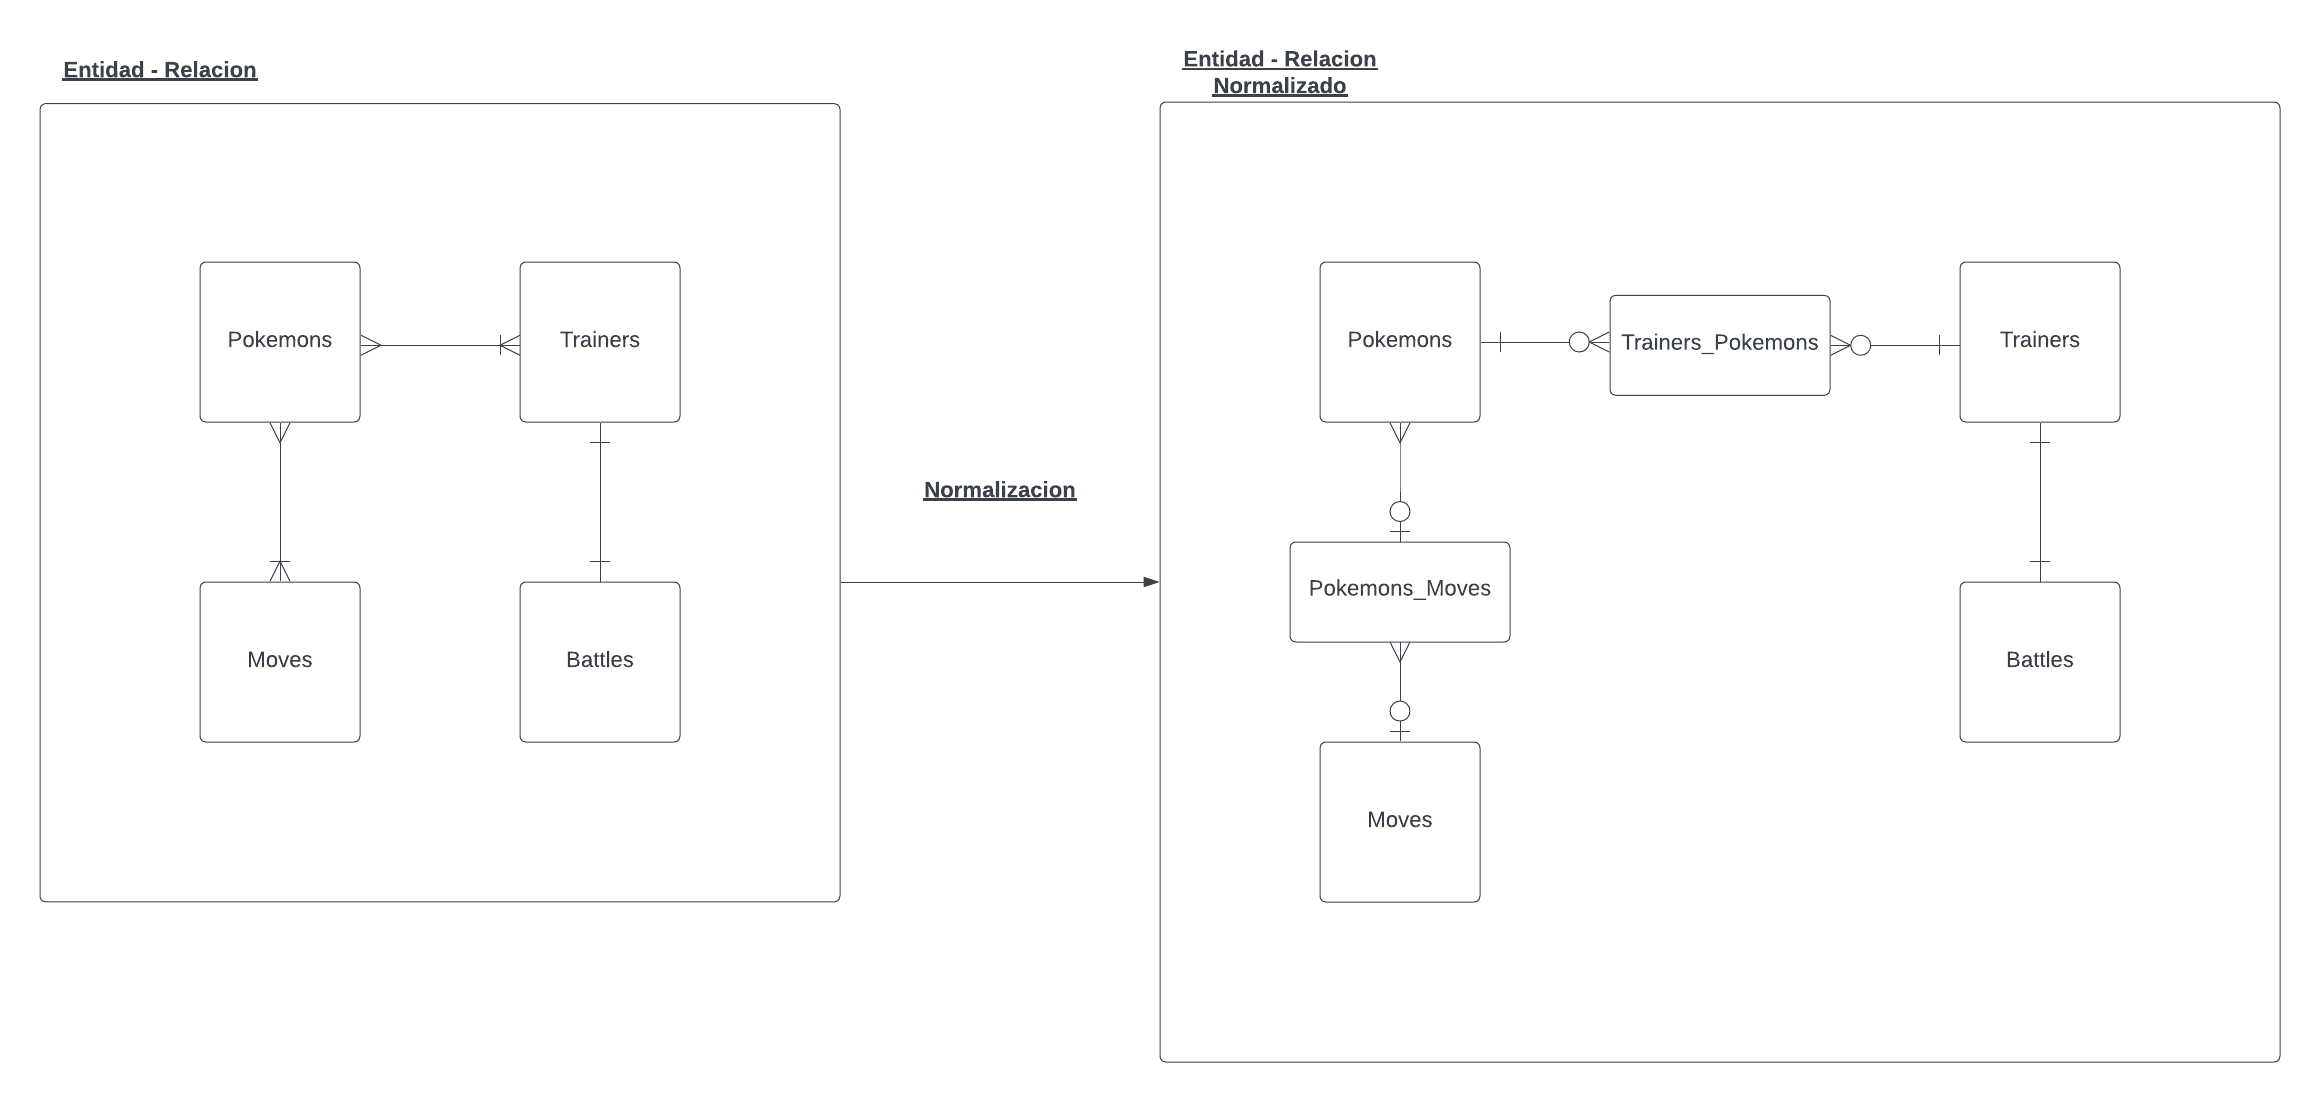 Entidad - Relacion
Pokemons
Trainers
Moves
Battles
Normalizacion
Entidad - Relacion
Normalizado
Pokemons
Trainers_Pokemons
Trainers
Pokemons_Moves
Battles
Moves